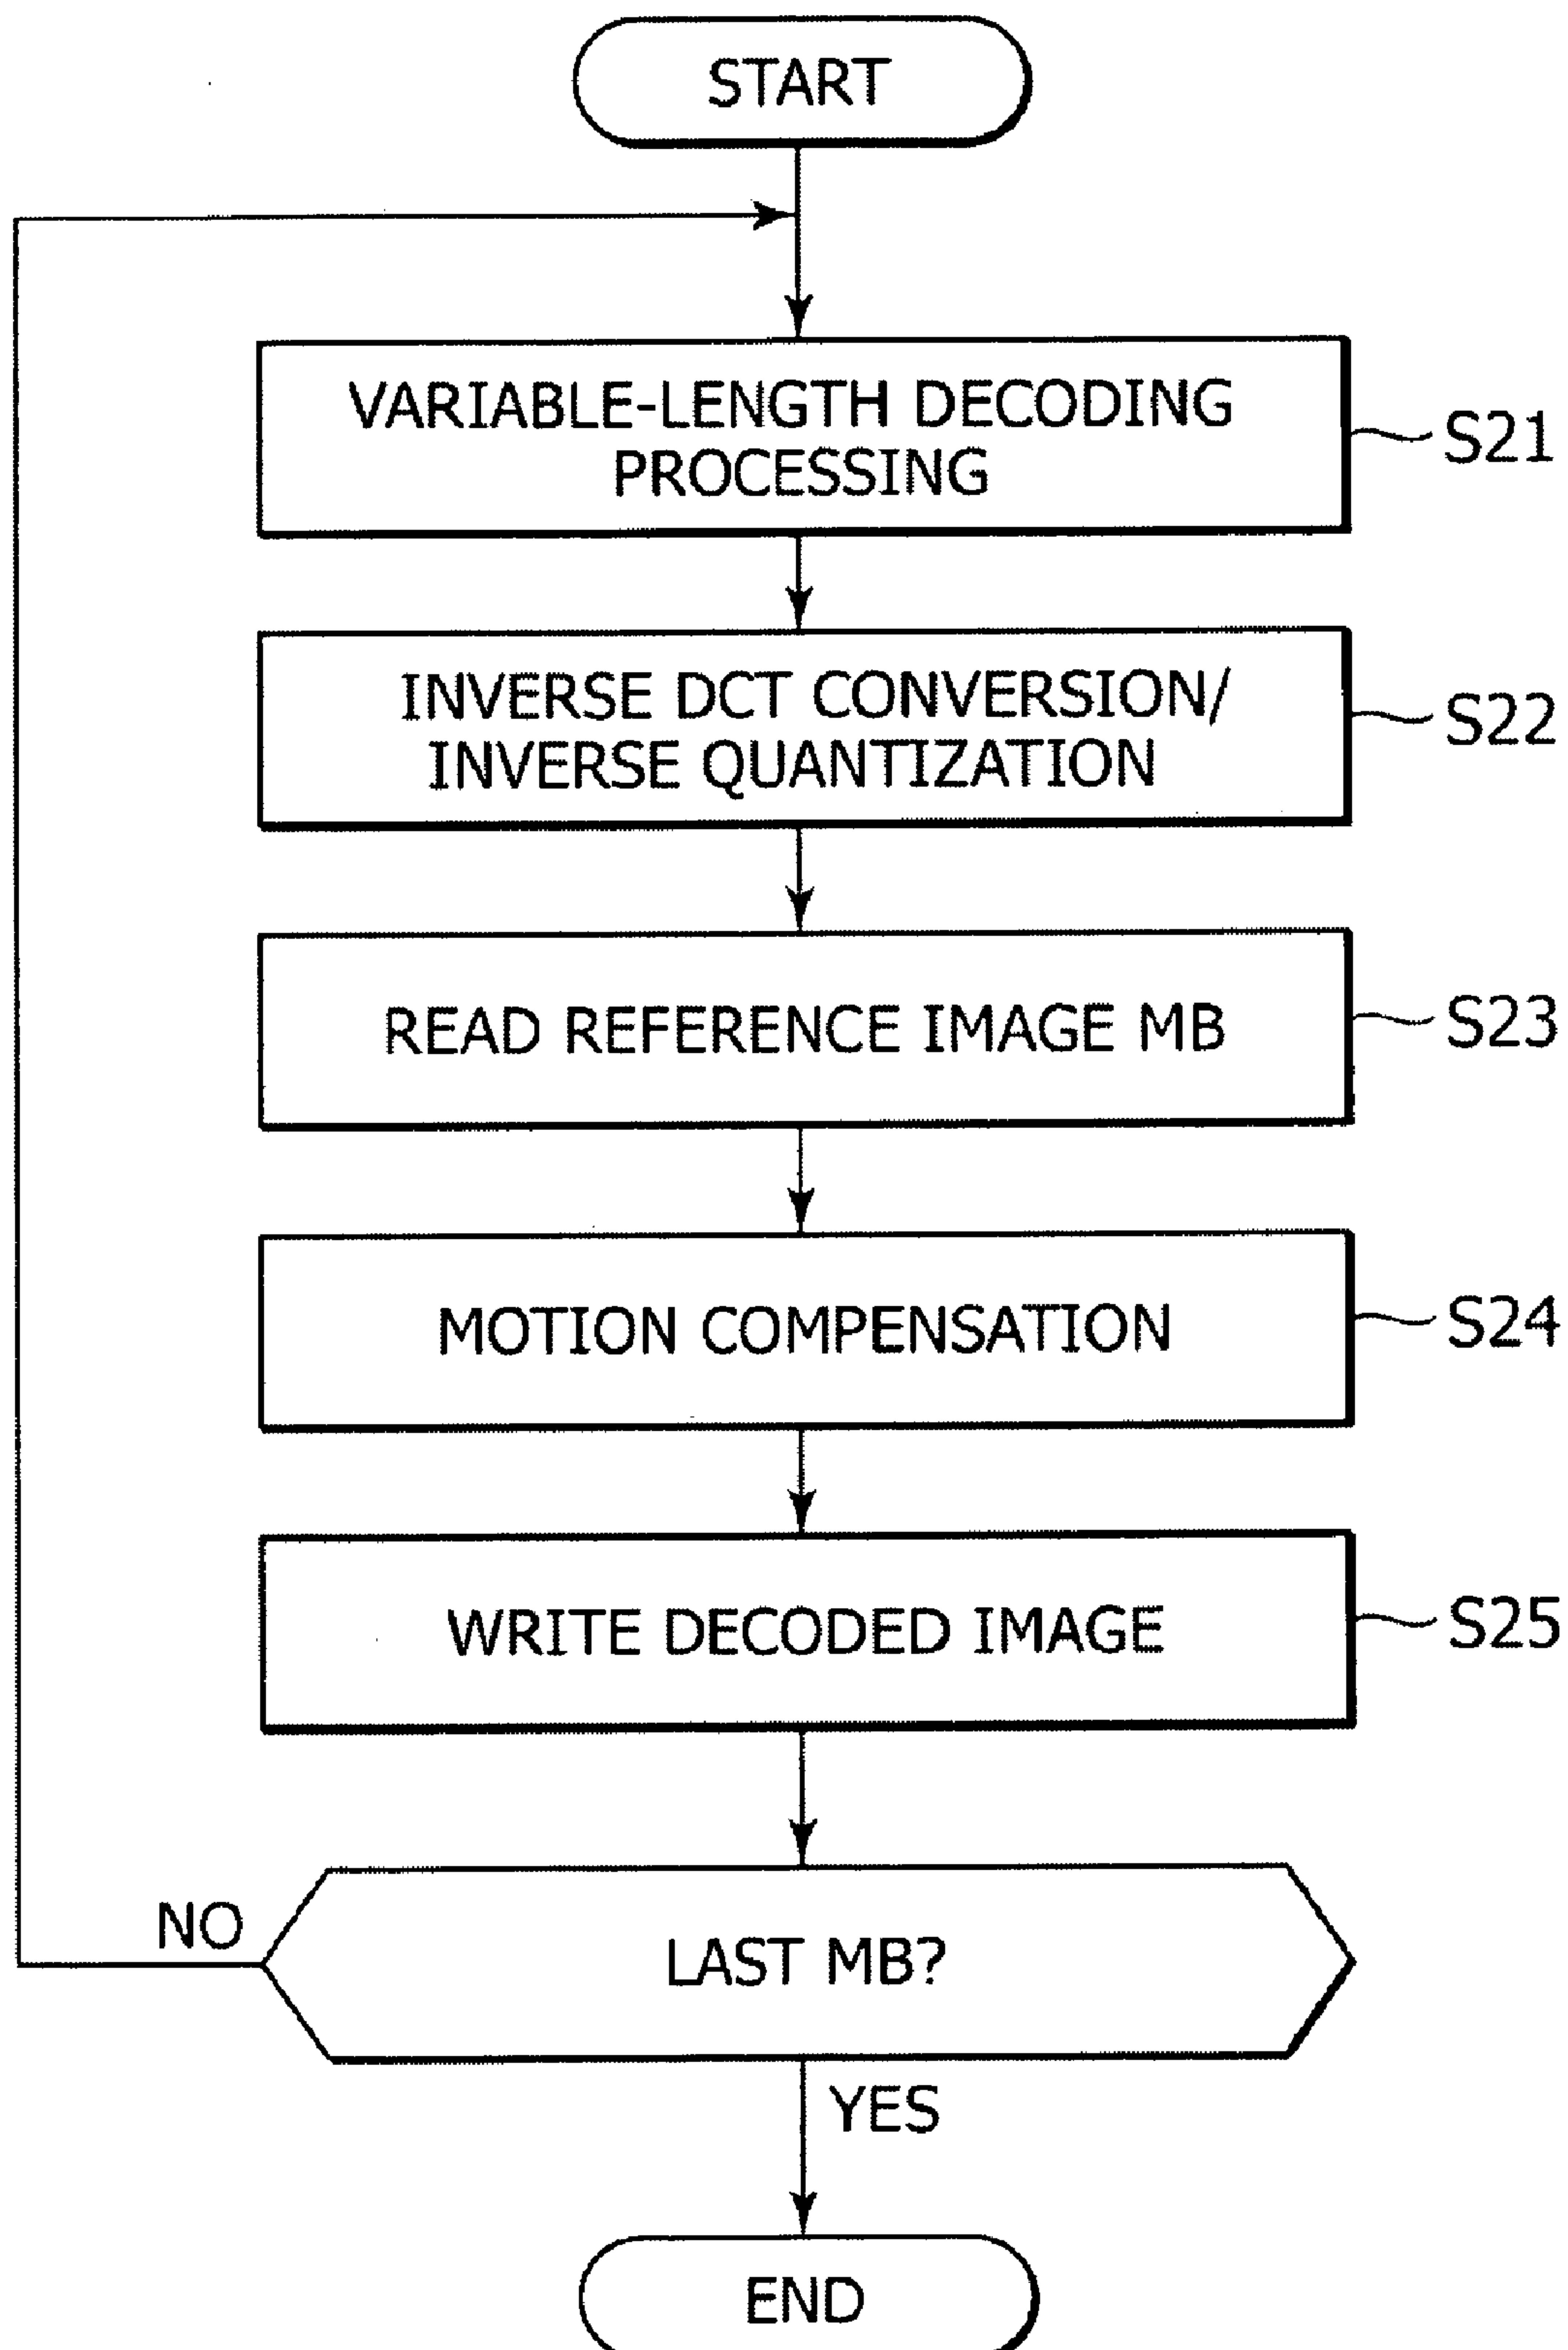 START
VARIABLE-LENGTH DECODING
PROCESSING
S21
INVERSE DCT CONVERSION/
INVERSE QUANTIZATION
S22
READ REFERENCE IMAGE MB
S23
MOTION COMPENSATION
S24
WRITE DECODED IMAGE
S25
NO
LAST MB?
YES
END